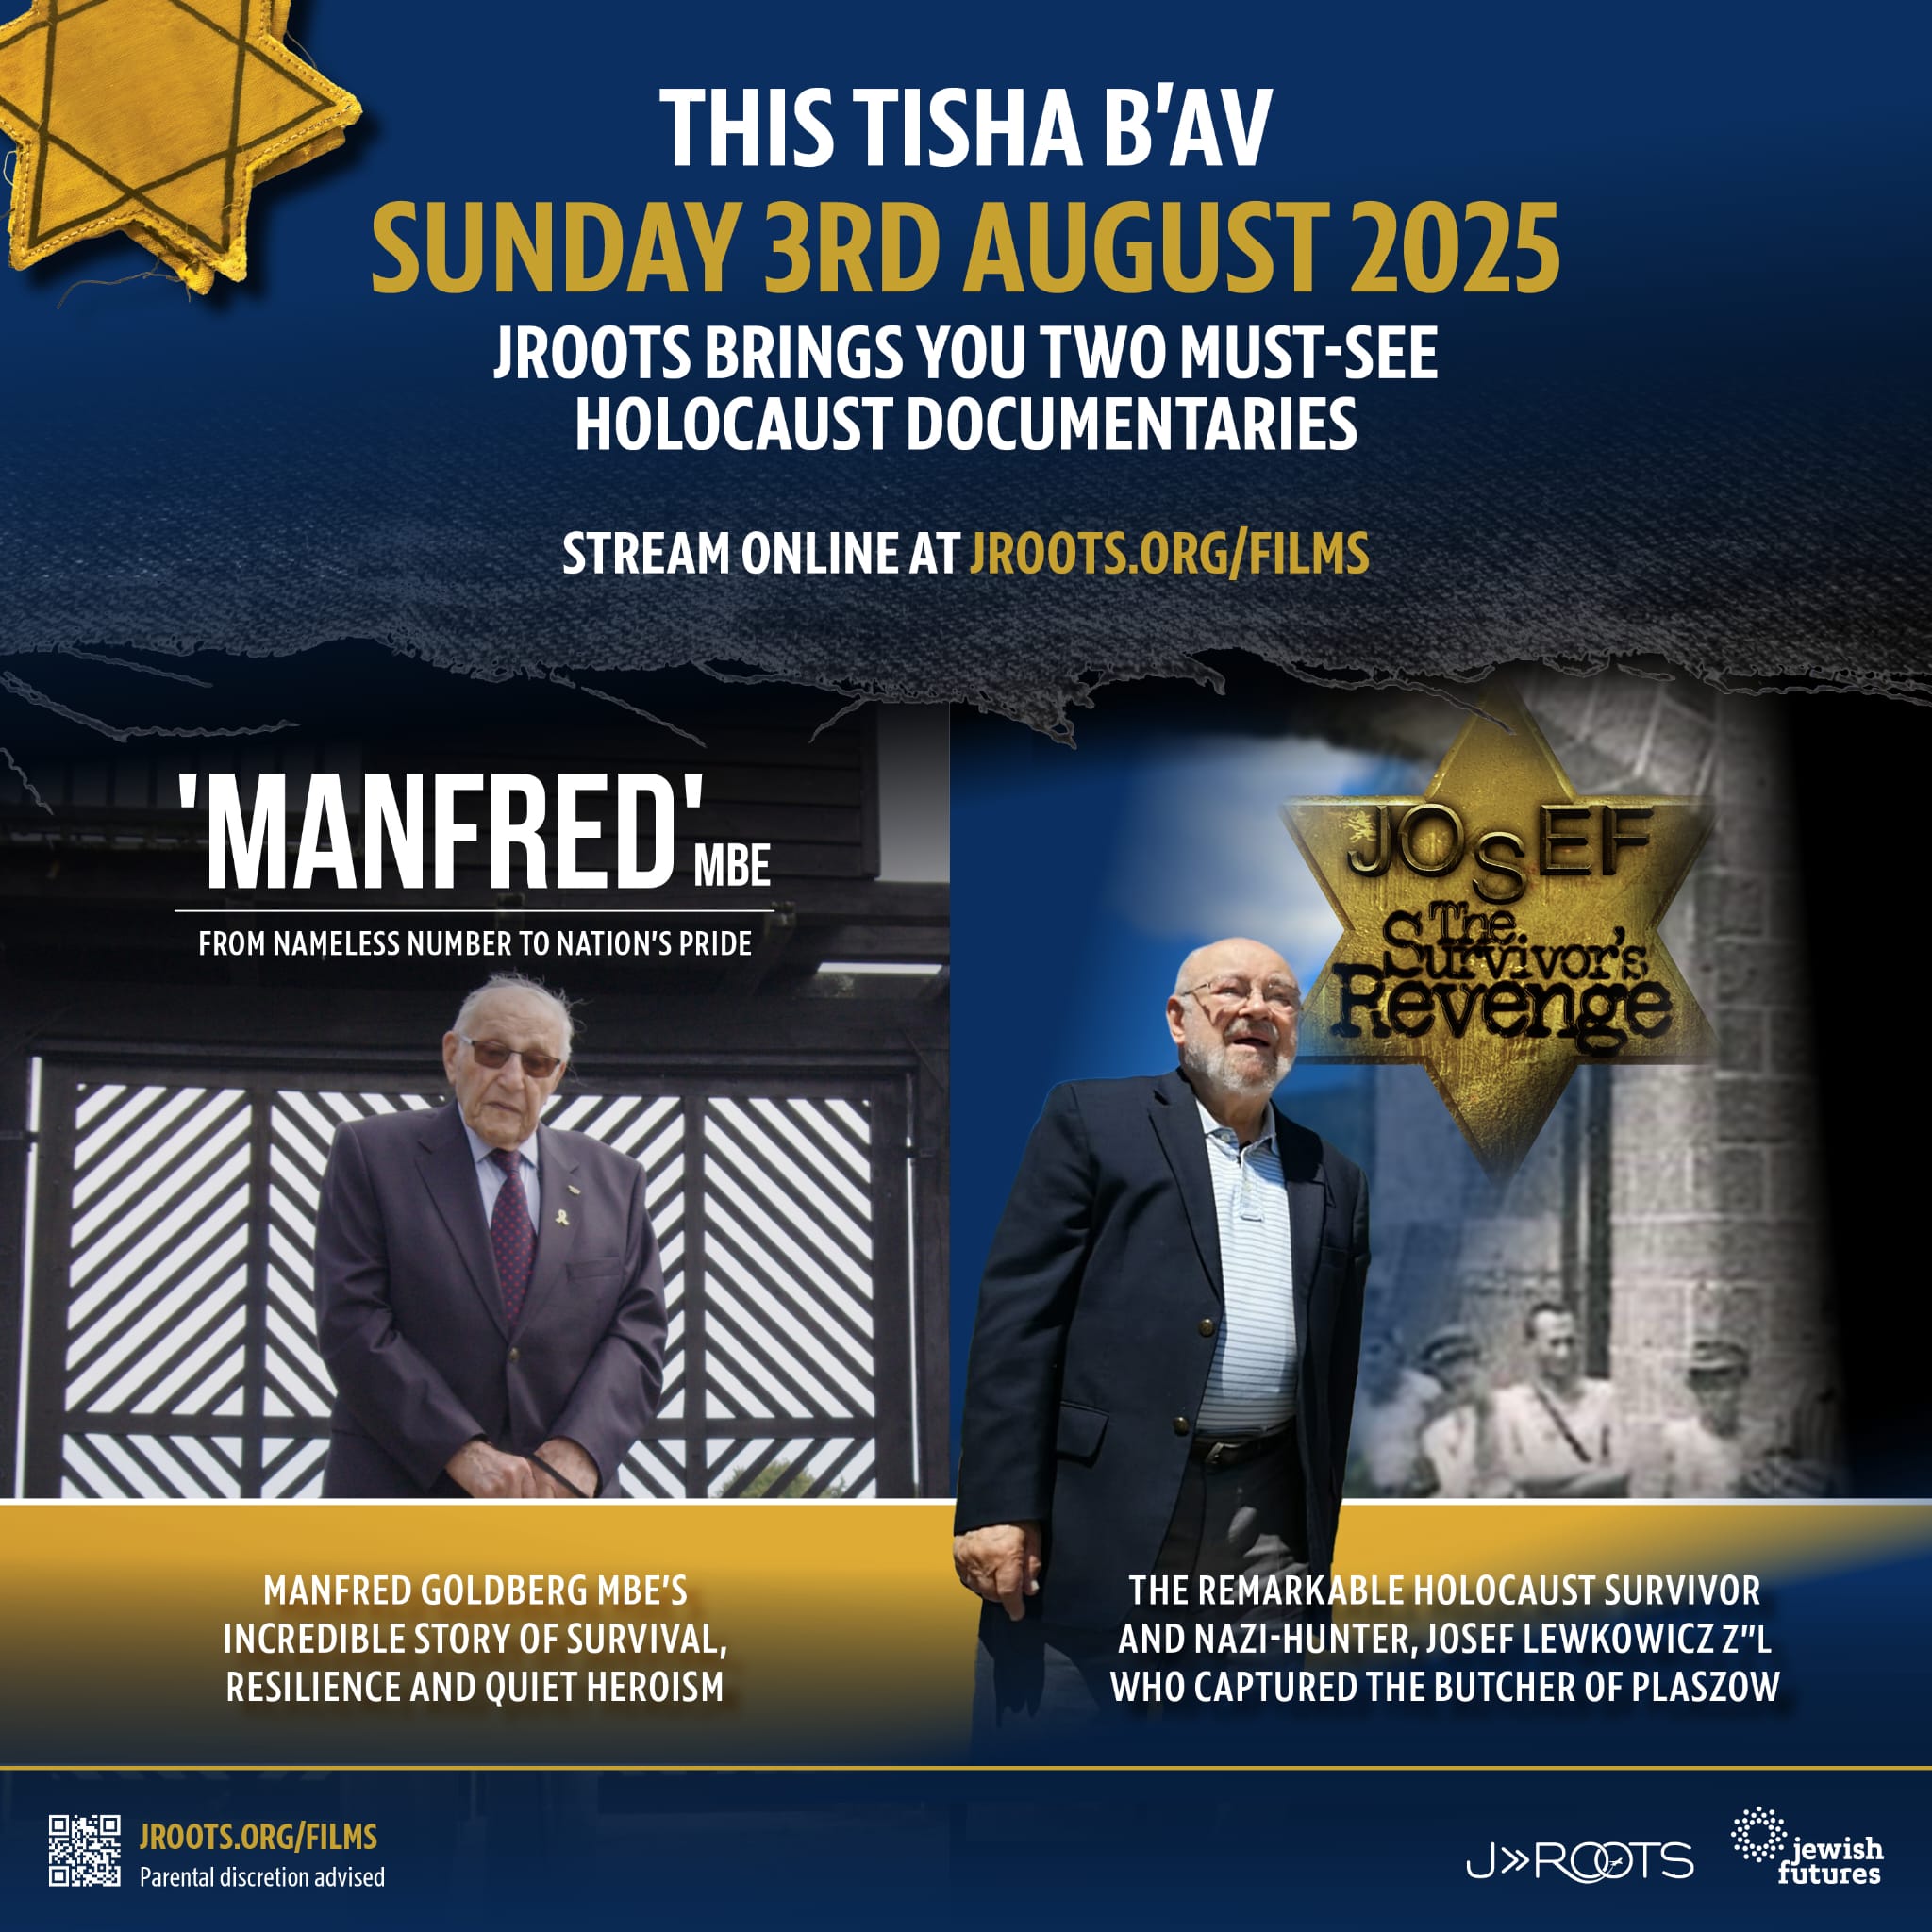 THIS TISHA B'AV
SUNDAY 3RD AUGUST 2025
JROOTS BRINGS YOU TWO MUST-SEE
HOLOCAUST DOCUMENTARIES
STREAM ONLINE AT JROOTS.ORG/FILMS
'MANFRED' MBE
FROM NAMELESS NUMBER TO NATION'S PRIDE
JOSEF
The
Survivor's
Revenge
MANFRED GOLDBERG MBE'S
INCREDIBLE STORY OF SURVIVAL,
RESILIENCE AND QUIET HEROISM
THE REMARKABLE HOLOCAUST SURVIVOR
AND NAZI-HUNTER, JOSEF LEWKOWICZ Z"L
WHO CAPTURED THE BUTCHER OF PLASZOW
JROOTS.ORG/FILMS
Parental discretion advised
J»ROOTS
jewish
futures